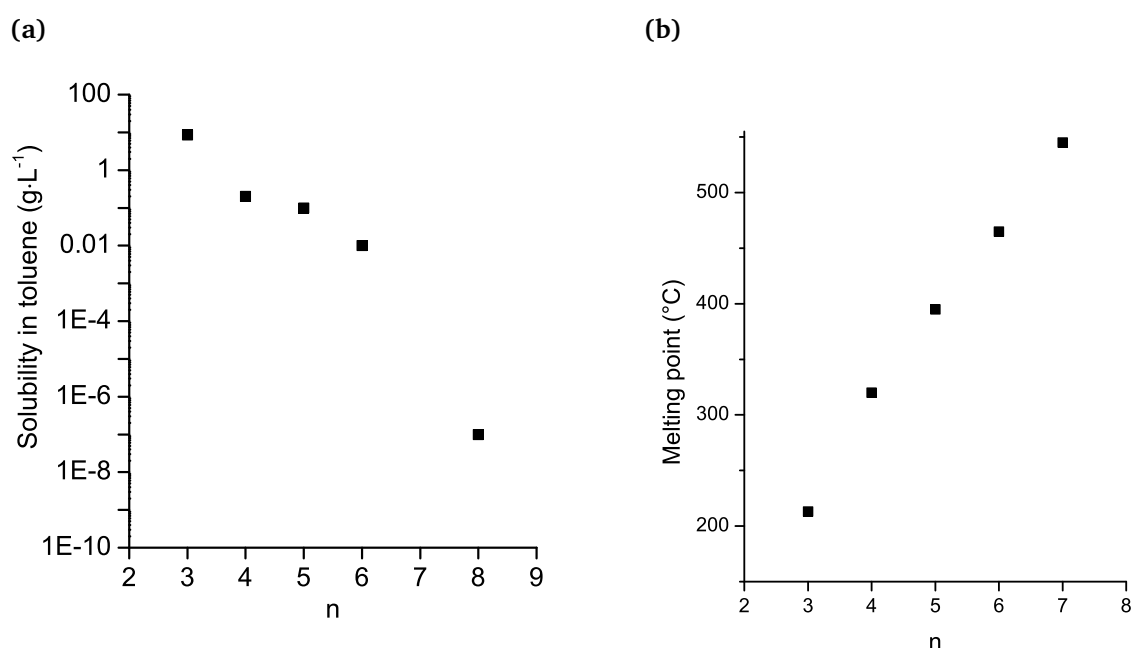 (a)
(b)
Solubility in toluene (g·L⁻¹)
100
1
0.01
1E-4
1E-6
1E-8
1E-10
2 3 4 5 6 7 8 9
n
Melting point (°C)
500
400
300
200
2 3 4 5 6 7 8
n